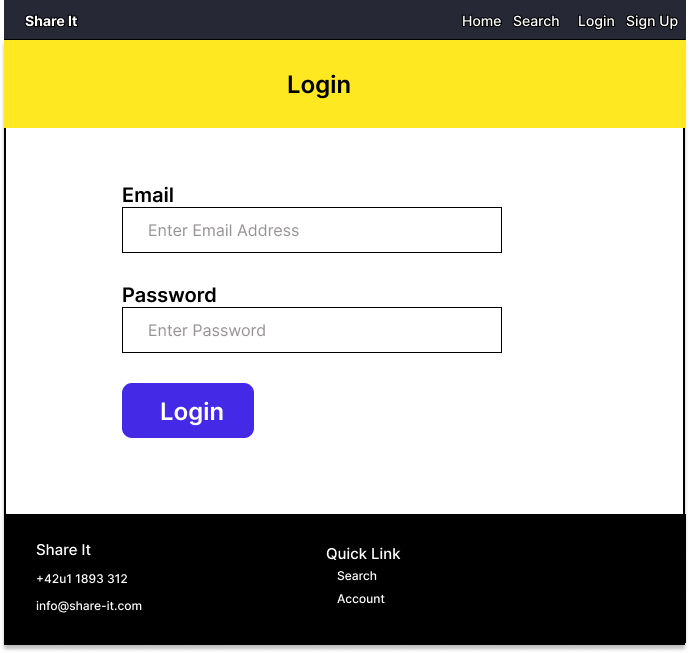 Share It Home Search Login Sign Up
Login
Email
Enter Email Address
Password
Enter Password
Login
Share It
+42u1 1893 312
info@share-it.com
Quick Link
Search
Account